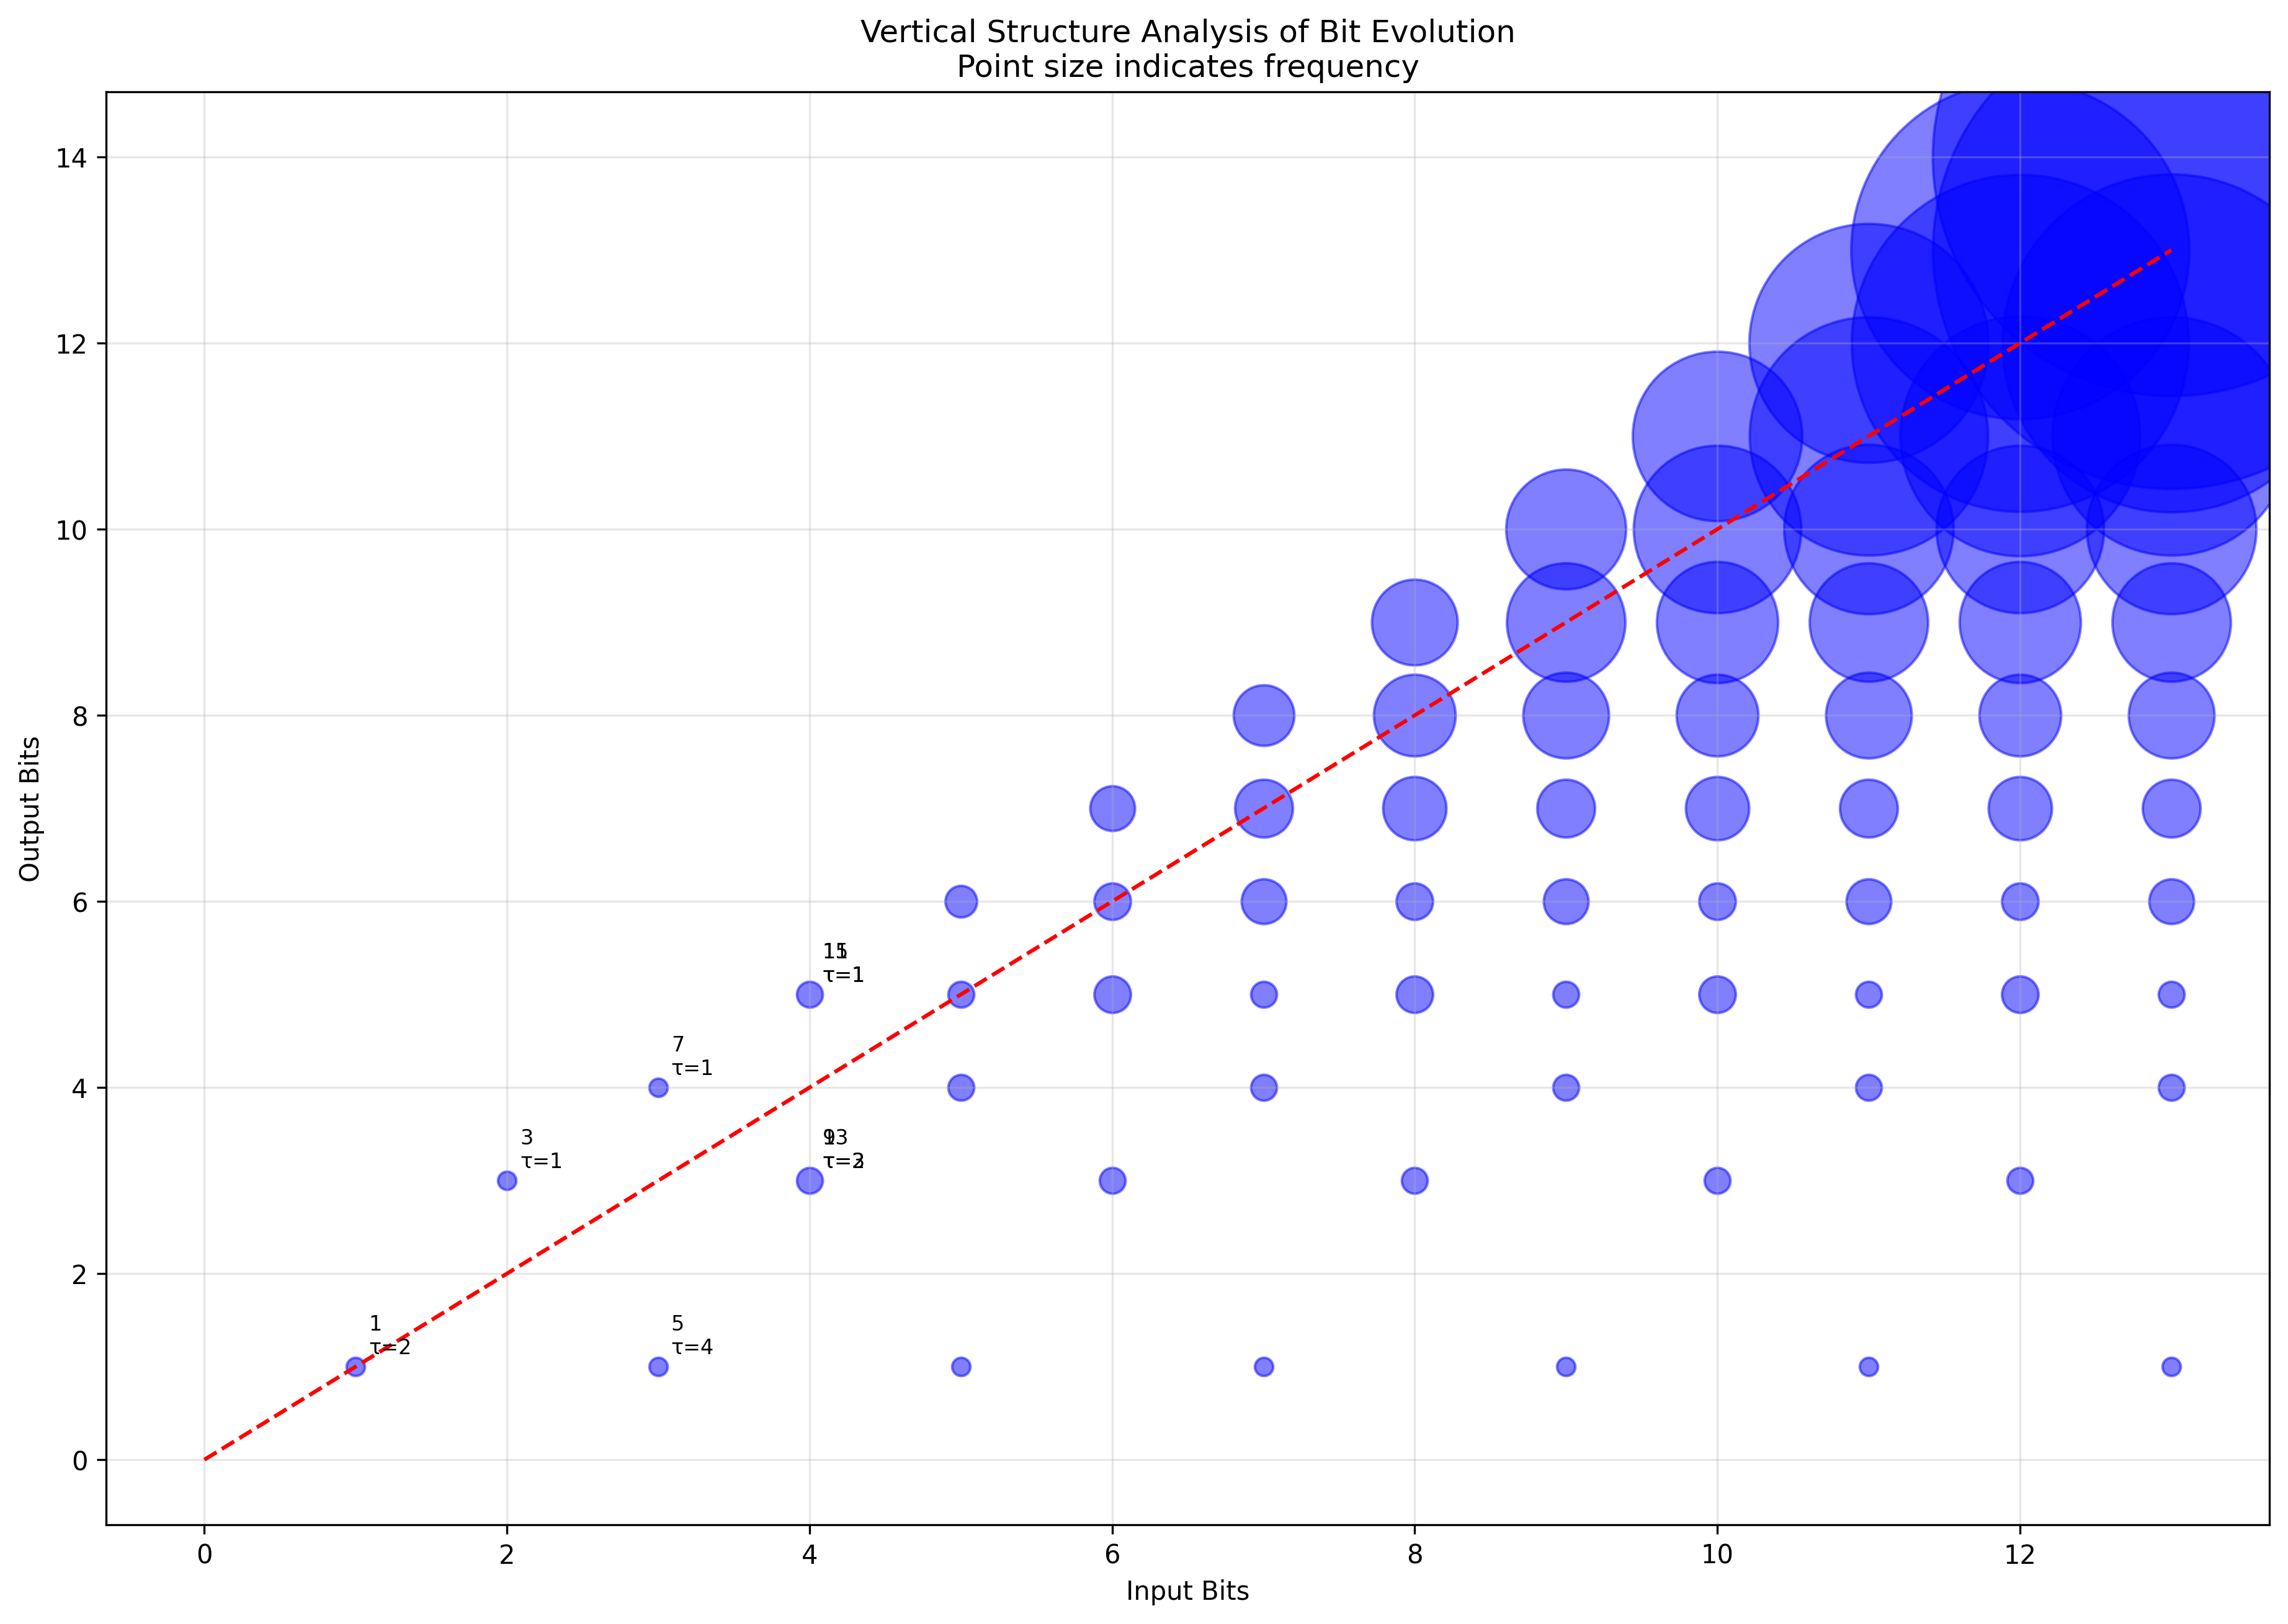 Vertical Structure Analysis of Bit Evolution
Point size indicates frequency
14
12
10
8
6
4
2
0
Output Bits
15
τ=1
7
τ=1
3
τ=1
τ=2
1
τ=2
5
τ=4
0
2
4
6
8
10
12
Input Bits